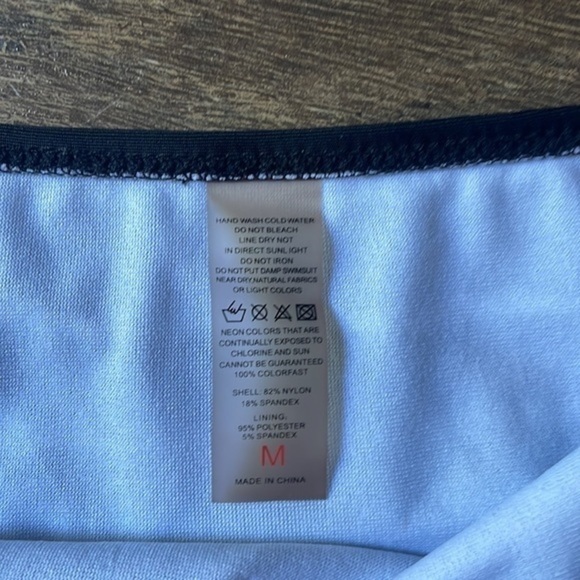 HAND WASH COLD WATER
DO NOT BLEACH
LINE DRY NOT
IN DIRECT SUNLIGHT
DO NOT IRON
DO NOT PUT DAMP SWIMSUIT
NEAR DRY,NATURAL FABRICS
OR LIGHT COLORS
NEON COLORS THAT ARE
CONTINUALLY EXPOSED TO
CHLORINE AND SUN
CANNOT BE GUARANTEED
100% COLORFAST
SHELL: 82% NYLON
18% SPANDEX
LINING:
95% POLYESTER
5% SPANDEX
M
MADE IN CHINA